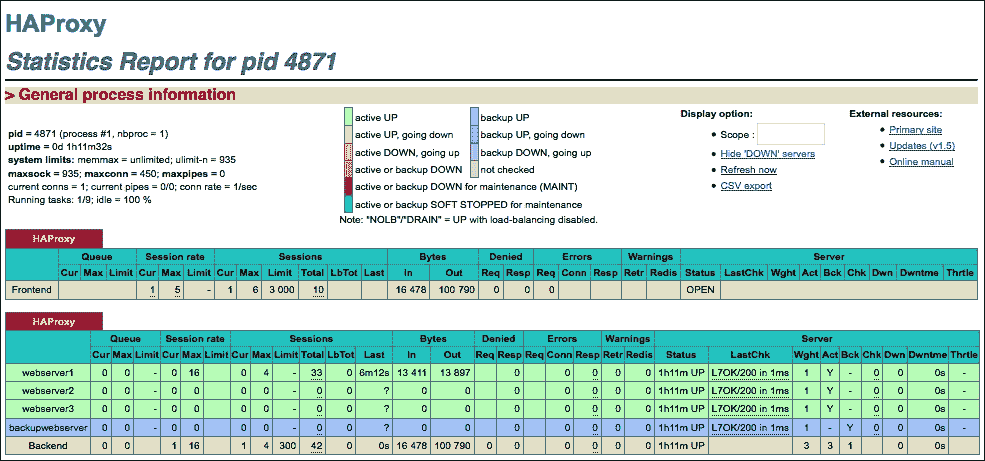 HAProxy
Statistics Report for pid 4871
> General process information
pid = 4871 (process #1, nbproc = 1)
uptime = 0d 1h11m32s
system limits: memmax = unlimited; ulimit-n = 935
maxsock = 935; maxconn = 450; maxpipes = 0
current conns = 1; current pipes = 0/0; conn rate = 1/sec
Running tasks: 1/9; idle = 100 %
active UP backup UP
active UP, going down backup UP, going down
active DOWN, going up backup DOWN, going up
active or backup DOWN not checked
active or backup DOWN for maintenance (MAINT)
active or backup SOFT STOPPED for maintenance
Note: "NOLB"/"DRAIN" = UP with load-balancing disabled.
Display option:
• Scope :
• Hide 'DOWN' servers
• Refresh now
• CSV export
External resources:
• Primary site
• Updates (v1.5)
• Online manual
HAProxy
Queue Session rate Sessions Bytes Denied Errors Warnings Server
Cur Max Limit Cur Max Limit Cur Max Limit Total LbTot Last In Out Req Resp Req Conn Resp Retr Redis Status LastChk Wght Act Bck Chk Dwn Dwntme Thrtle
Frontend 1 5 - 1 6 3 000 10 16 478 100 790 0 0 0 OPEN
HAProxy
Queue Session rate Sessions Bytes Denied Errors Warnings Server
Cur Max Limit Cur Max Limit Cur Max Limit Total LbTot Last In Out Req Resp Req Conn Resp Retr Redis Status LastChk Wght Act Bck Chk Dwn Dwntme Thrtle
webserver1 0 0 - 0 16 0 4 - 33 0 6m12s 13 411 13 897 0 0 0 0 0 0 1h11m UP L7OK/200 in 1ms 1 Y - 0 0 0s -
webserver2 0 0 - 0 0 0 0 - 0 0 ? 0 0 0 0 0 0 0 0 1h11m UP L7OK/200 in 1ms 1 Y - 0 0 0s -
webserver3 0 0 - 0 0 0 0 - 0 0 ? 0 0 0 0 0 0 0 0 1h11m UP L7OK/200 in 1ms 1 Y - 0 0 0s -
backupwebserver 0 0 - 0 0 0 0 - 0 0 ? 0 0 0 0 0 0 0 0 1h11m UP L7OK/200 in 1ms 1 - Y 0 0 0s -
Backend 0 0 1 16 1 4 300 42 0 0s 16 478 100 790 0 0 0 0 0 0 1h11m UP 3 3 1 0 0s